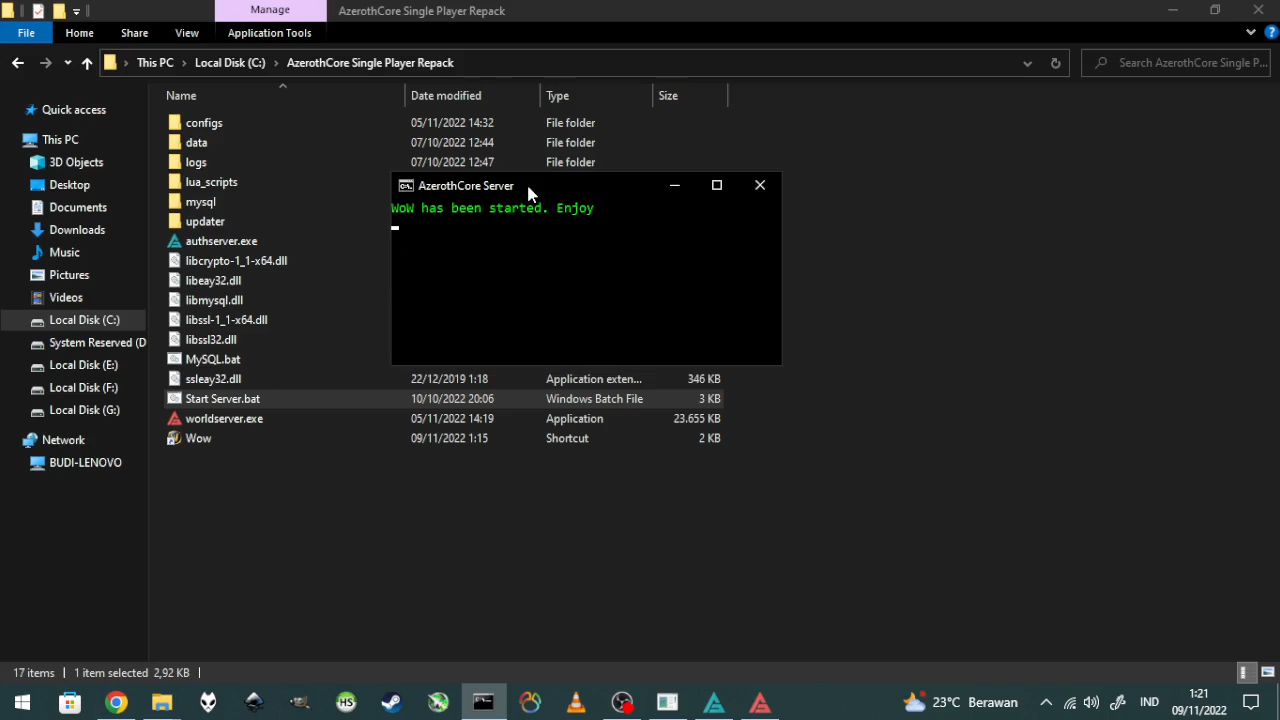 Manage
AzerothCore Single Player Repack
File
Home
Share
View
Application Tools
This PC
Local Disk (C:)
AzerothCore Single Player Repack
Search AzerothCore Single P...
Name
Date modified
Type
Size
Quick access
This PC
3D Objects
Desktop
Documents
Downloads
Music
Pictures
Videos
Local Disk (C:)
System Reserved (D
Local Disk (E:)
Local Disk (F:)
Local Disk (G:)
Network
BUDI-LENOVO
configs 05/11/2022 14:32 File folder
data 07/10/2022 12:44 File folder
logs 07/10/2022 12:47 File folder
lua_scripts
mysql
updater
authserver.exe
libcrypto-1_1-x64.dll
libeay32.dll
libmysql.dll
libssl-1_1-x64.dll
libssl32.dll
MySQL.bat
ssleay32.dll 22/12/2019 1:18 Application exten... 346 KB
Start Server.bat 10/10/2022 20:06 Windows Batch File 3 KB
worldserver.exe 05/11/2022 14:19 Application 23.655 KB
Wow 09/11/2022 1:15 Shortcut 2 KB
AzerothCore Server
WoW has been started. Enjoy
17 items
1 item selected 2,92 KB
23°C Berawan
IND
1:21
09/11/2022